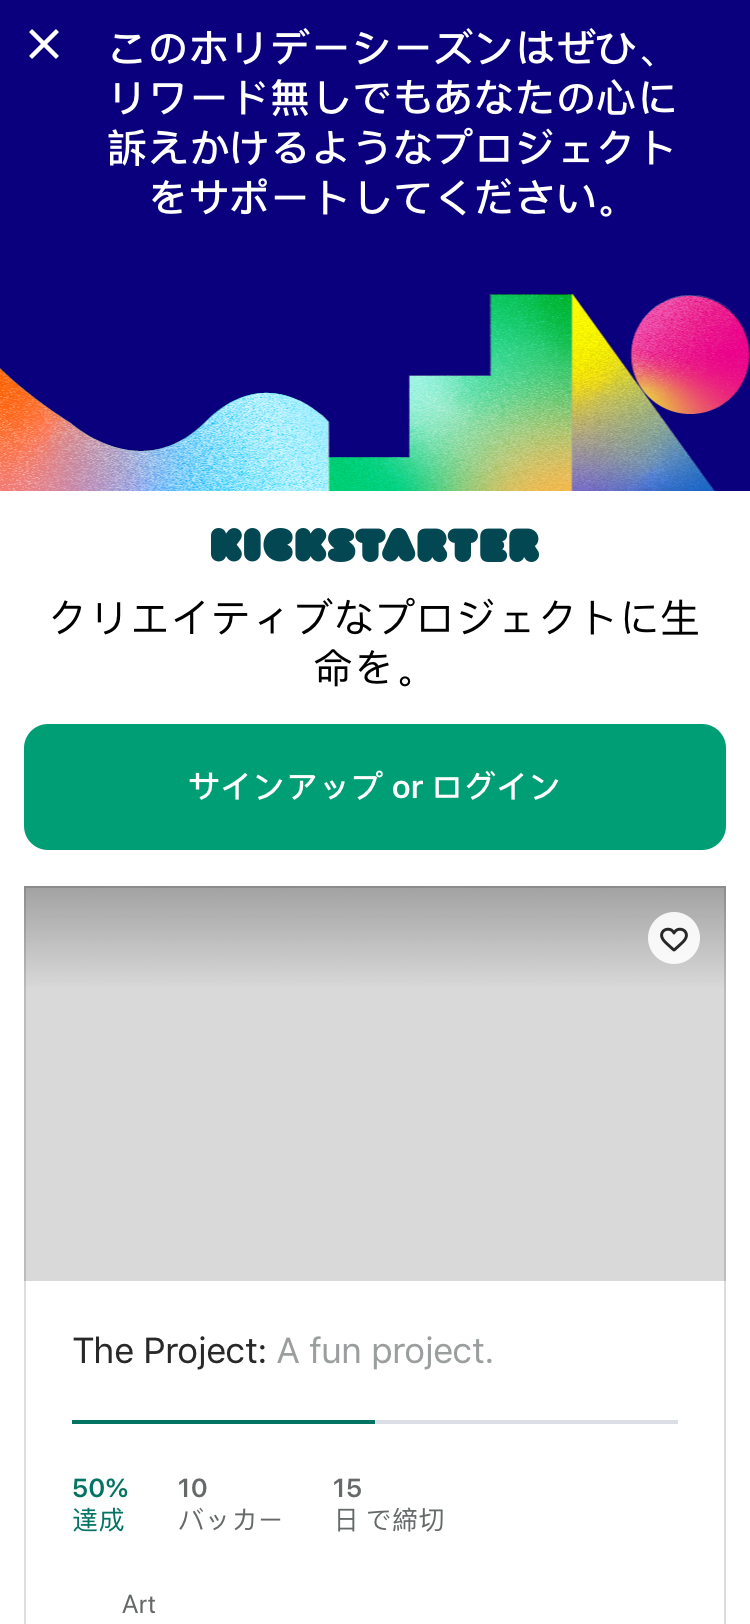 このホリデーシーズンはぜひ、
リワード無しでもあなたの心に
訴えかけるようなプロジェクト
をサポートしてください。
KICKSTARTER
クリエイティブなプロジェクトに生
命を。
サインアップ or ログイン
The Project: A fun project.
50% 10 15
達成 バッカー 日 で締切
Art